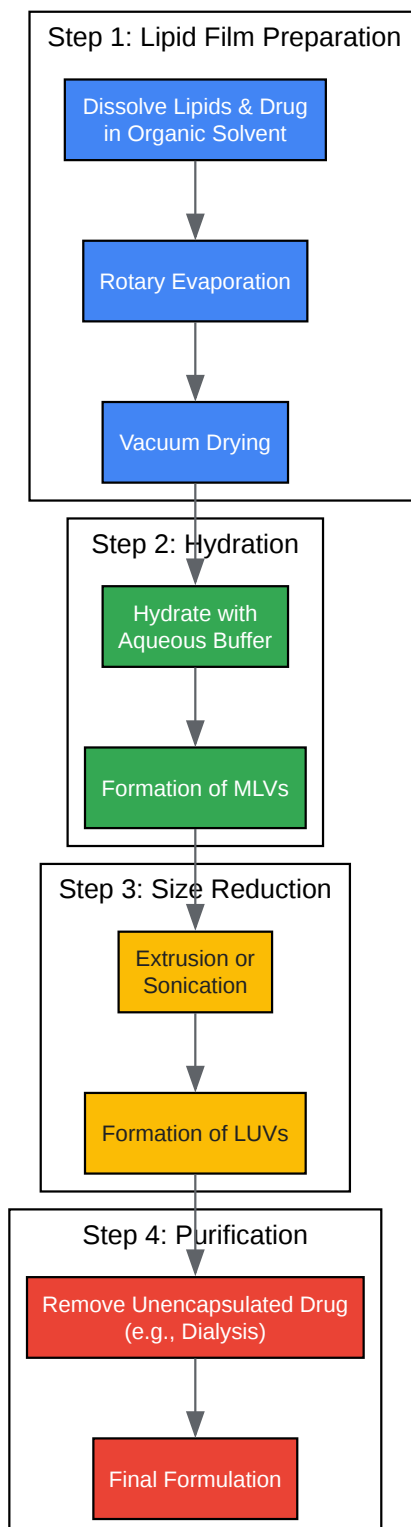 Step 1: Lipid Film Preparation
Dissolve Lipids & Drug
in Organic Solvent
Rotary Evaporation
Vacuum Drying
Step 2: Hydration
Hydrate with
Aqueous Buffer
Formation of MLVs
Step 3: Size Reduction
Extrusion or
Sonication
Formation of LUVs
Step 4: Purification
Remove Unencapsulated Drug
(e.g., Dialysis)
Final Formulation